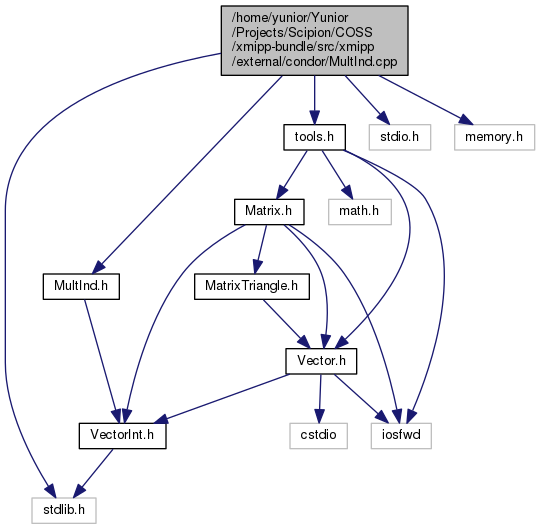 /home/yunior/Yunior
/Projects/Scipion/COSS
/xmipp-bundle/src/xmipp
/external/condor/MultInd.cpp
tools.h
stdio.h
memory.h
Matrix.h
math.h
MultInd.h
MatrixTriangle.h
Vector.h
VectorInt.h
cstdio
iosfwd
stdlib.h